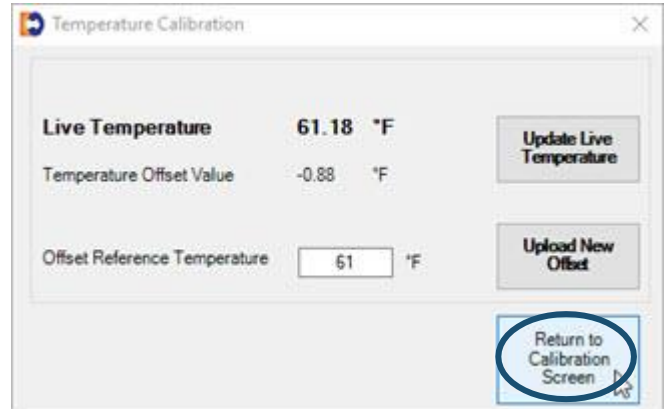 Temperature Calibration
Live Temperature 61.18 °F
Update Live
Temperature
Temperature Offset Value -0.88 °F
Offset Reference Temperature 61 °F
Upload New
Offset
Return to
Calibration
Screen